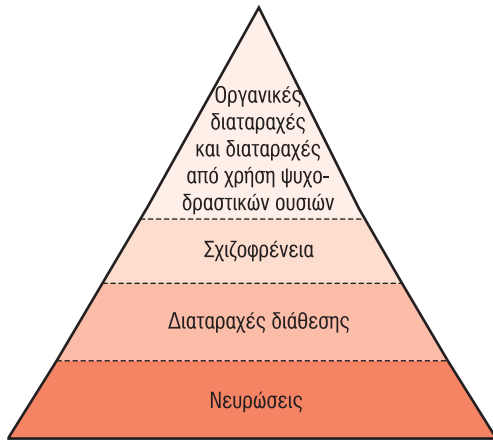 Οργανικές
διαταραχές
και διαταραχές
από χρήση ψυχο-
δραστικών ουσιών
Σχιζοφρένεια
Διαταραχές διάθεσης
Νευρώσεις